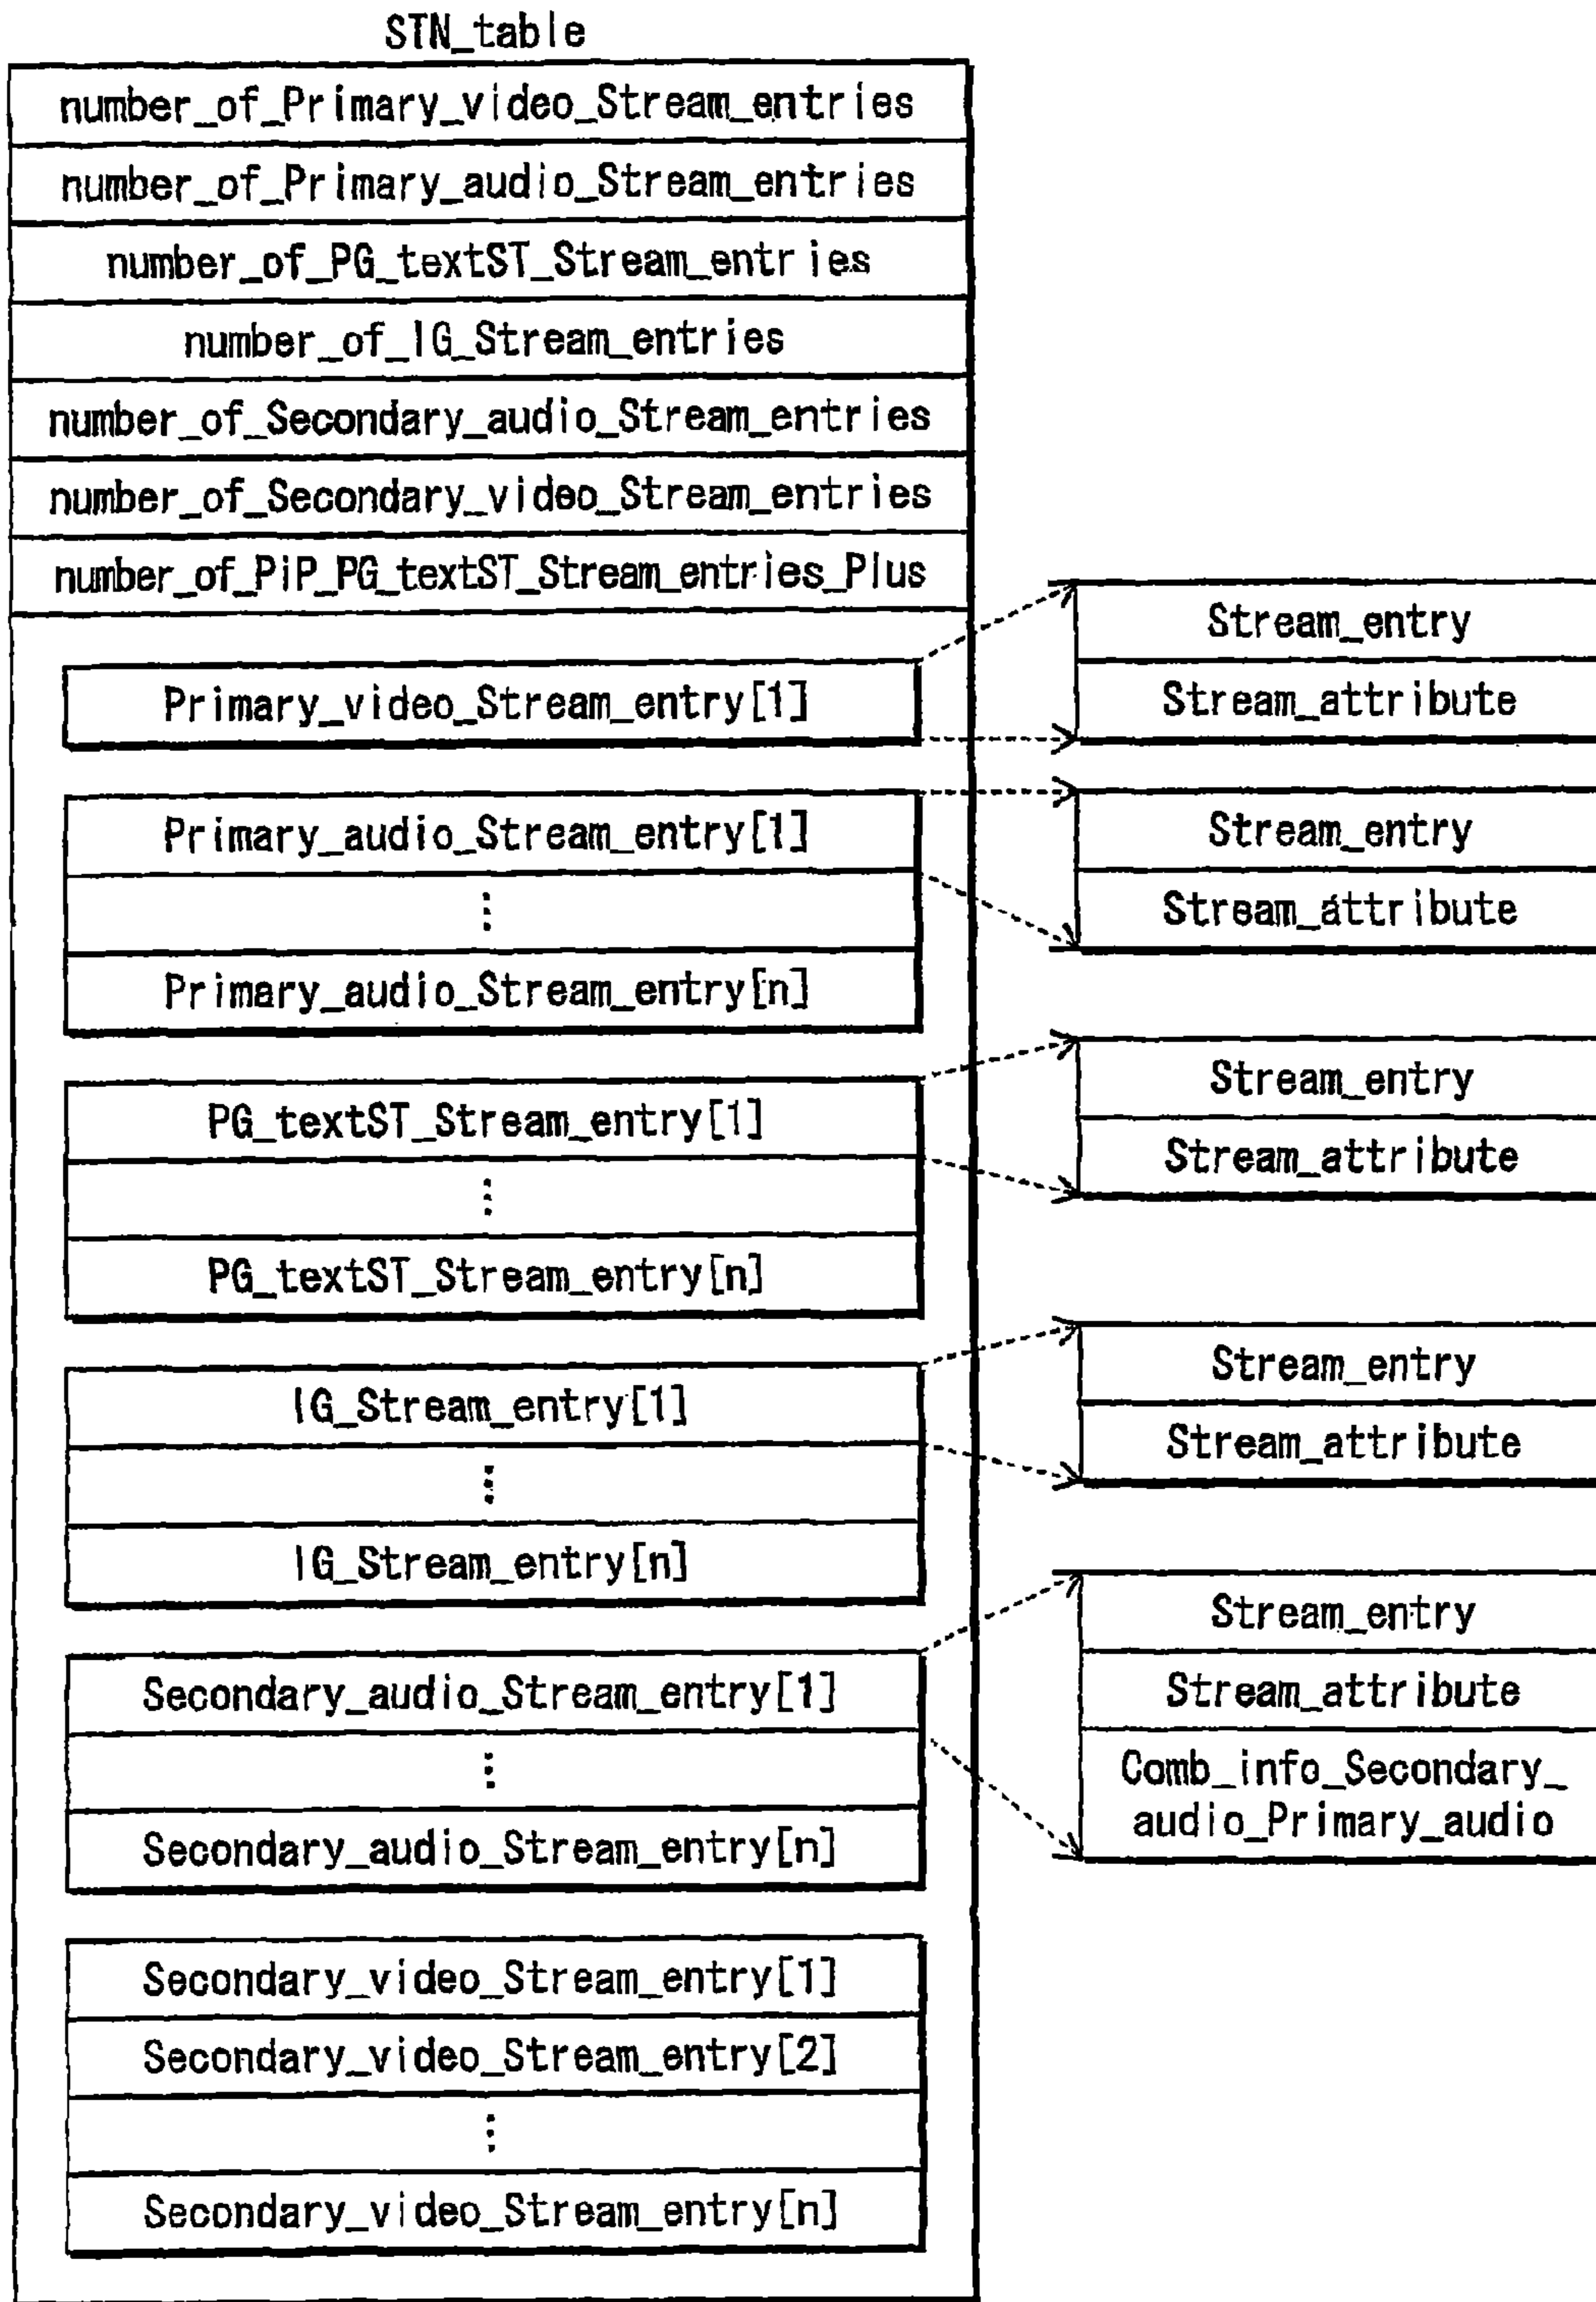 STN_table
number_of_Primary_video_Stream_entries
number_of_Primary_audio_Stream_entries
number_of_PG_textST_Stream_entries
number_of_IG_Stream_entries
number_of_Secondary_audio_Stream_entries
number_of_Secondary_video_Stream_entries
number_of_PiP_PG_textST_Stream_entries_Plus
Primary_video_Stream_entry[1]
Stream_entry
Stream_attribute
Primary_audio_Stream_entry[1]
⋮
Primary_audio_Stream_entry[n]
Stream_entry
Stream_attribute
PG_textST_Stream_entry[1]
⋮
PG_textST_Stream_entry[n]
Stream_entry
Stream_attribute
IG_Stream_entry[1]
⋮
IG_Stream_entry[n]
Stream_entry
Stream_attribute
Secondary_audio_Stream_entry[1]
⋮
Secondary_audio_Stream_entry[n]
Stream_entry
Stream_attribute
Comb_info_Secondary_
audio_Primary_audio
Secondary_video_Stream_entry[1]
Secondary_video_Stream_entry[2]
⋮
Secondary_video_Stream_entry[n]